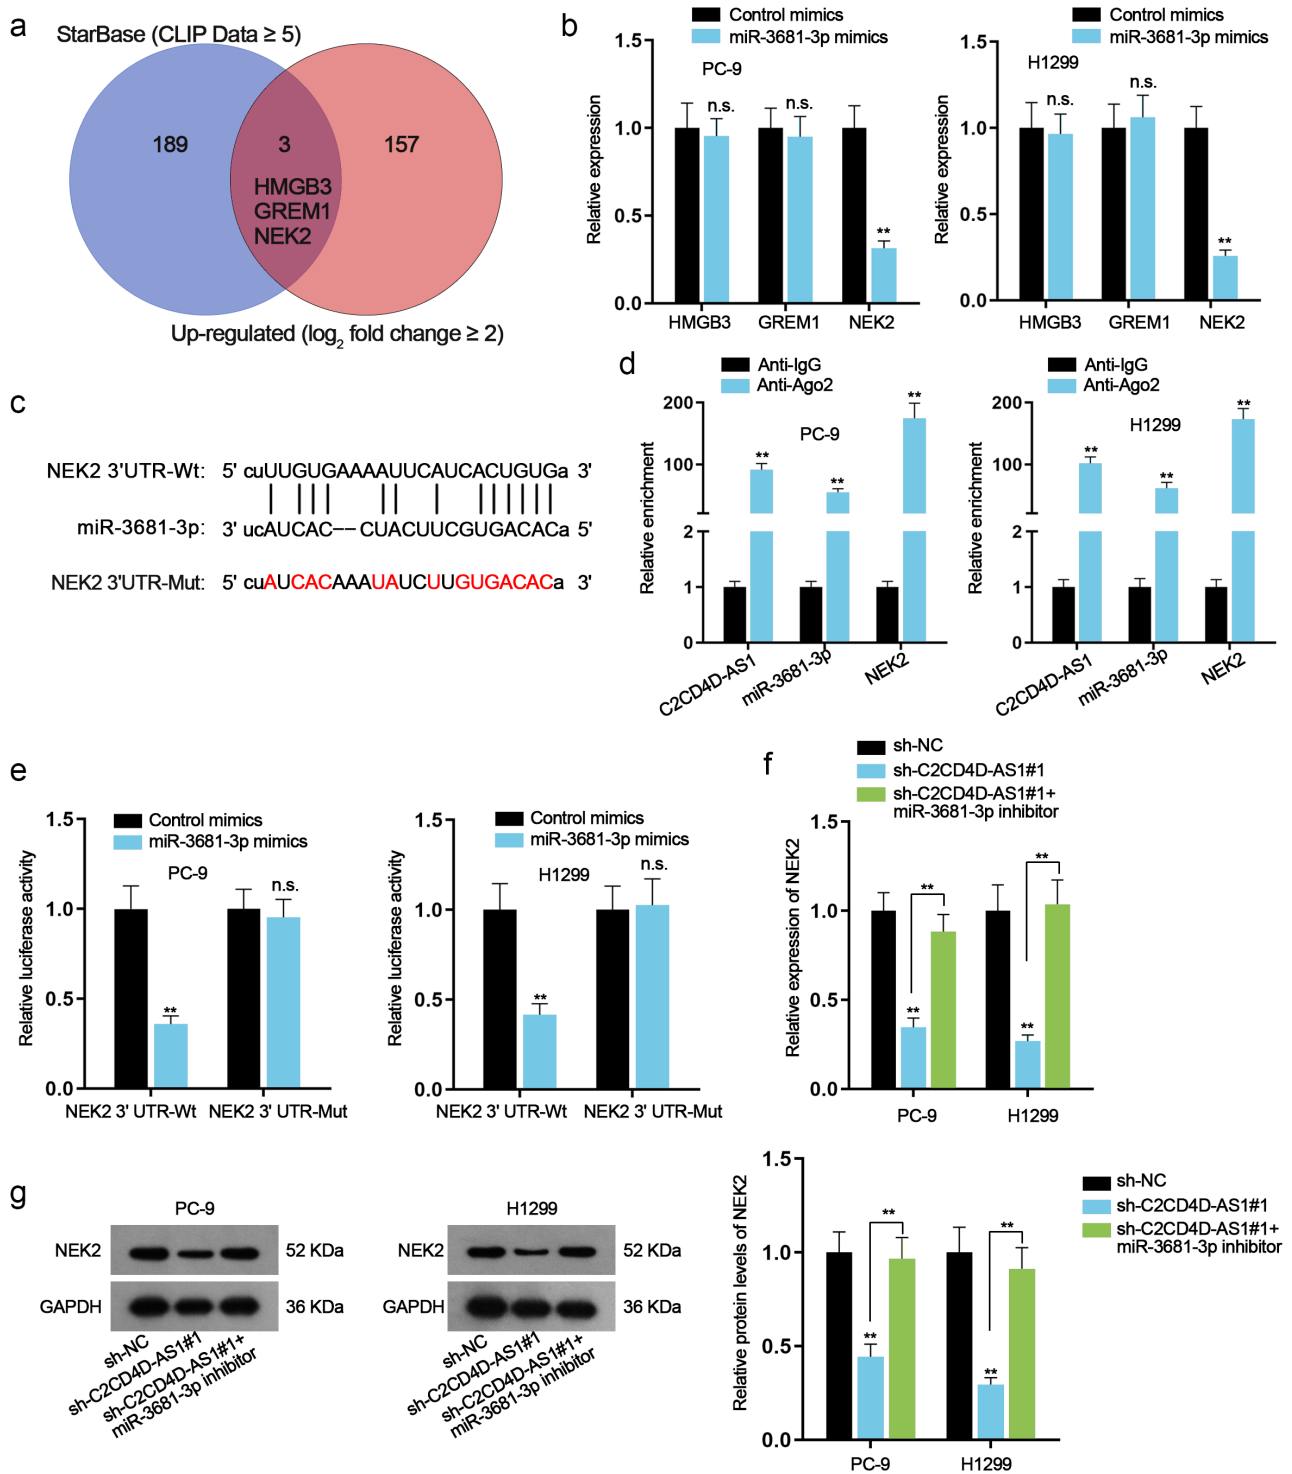 a
StarBase (CLIP Data ≥ 5)
189
3
157
HMGB3
GREM1
NEK2
Up-regulated (log2 fold change ≥ 2)
b
Control mimics
miR-3681-3p mimics
PC-9
Relative expression
1.5
1.0
0.5
0.0
n.s.
n.s.
**
HMGB3
GREM1
NEK2
Control mimics
miR-3681-3p mimics
H1299
Relative expression
1.5
1.0
0.5
0.0
n.s.
n.s.
**
HMGB3
GREM1
NEK2
c
NEK2 3'UTR-Wt: 5' cuUUGUGAAAAUUCAUCACUGUGa 3'
miR-3681-3p: 3' ucAUCAC--CUACUUCGUGACACa 5'
NEK2 3'UTR-Mut: 5' cuAUCACAAAUAUCUUGUGACACa 3'
d
Anti-IgG
Anti-Ago2
PC-9
Relative enrichment
200
100
2
1
0
**
**
**
C2CD4D-AS1
miR-3681-3p
NEK2
Anti-IgG
Anti-Ago2
H1299
Relative enrichment
200
100
2
1
0
**
**
**
C2CD4D-AS1
miR-3681-3p
NEK2
e
Control mimics
miR-3681-3p mimics
PC-9
Relative luciferase activity
1.5
1.0
0.5
0.0
**
n.s.
NEK2 3' UTR-Wt
NEK2 3' UTR-Mut
Control mimics
miR-3681-3p mimics
H1299
Relative luciferase activity
1.5
1.0
0.5
0.0
**
n.s.
NEK2 3' UTR-Wt
NEK2 3' UTR-Mut
f
sh-NC
sh-C2CD4D-AS1#1
sh-C2CD4D-AS1#1+
miR-3681-3p inhibitor
Relative expression of NEK2
1.5
1.0
0.5
0.0
**
**
**
**
PC-9
H1299
g
PC-9
NEK2
52 KDa
GAPDH
36 KDa
sh-NC
sh-C2CD4D-AS1#1
sh-C2CD4D-AS1#1+
miR-3681-3p inhibitor
H1299
NEK2
52 KDa
GAPDH
36 KDa
sh-NC
sh-C2CD4D-AS1#1
sh-C2CD4D-AS1#1+
miR-3681-3p inhibitor
Relative protein levels of NEK2
1.5
1.0
0.5
0.0
**
**
**
**
PC-9
H1299
sh-NC
sh-C2CD4D-AS1#1
sh-C2CD4D-AS1#1+
miR-3681-3p inhibitor